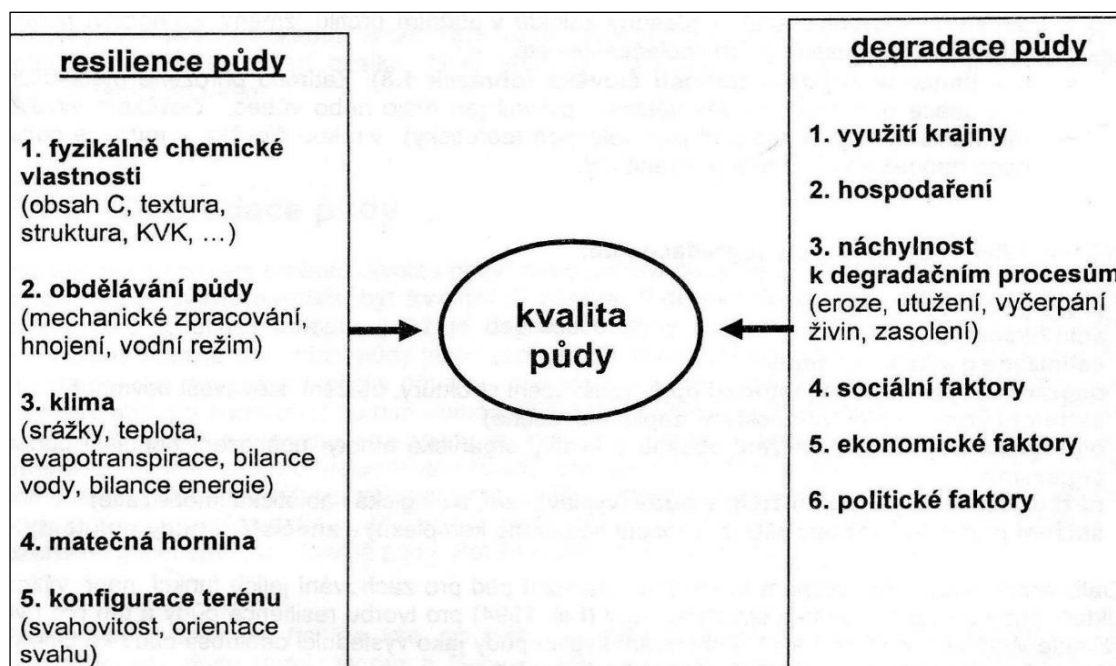 resilience půdy
1. fyzikálně chemické
vlastnosti
(obsah C, textura,
struktura, KVK, ...)
2. obdělávání půdy
(mechanické zpracování,
hnojení, vodní režim)
3. klima
(srážky, teplota,
evapotranspirace, bilance
vody, bilance energie)
4. matečná hornina
5. konfigurace terénu
(svahovitost, orientace
svahu)
kvalita
půdy
degradace půdy
1. využití krajiny
2. hospodaření
3. náchylnost
k degradačním procesům
(eroze, utužení, vyčerpání
živin, zasolení)
4. sociální faktory
5. ekonomické faktory
6. politické faktory